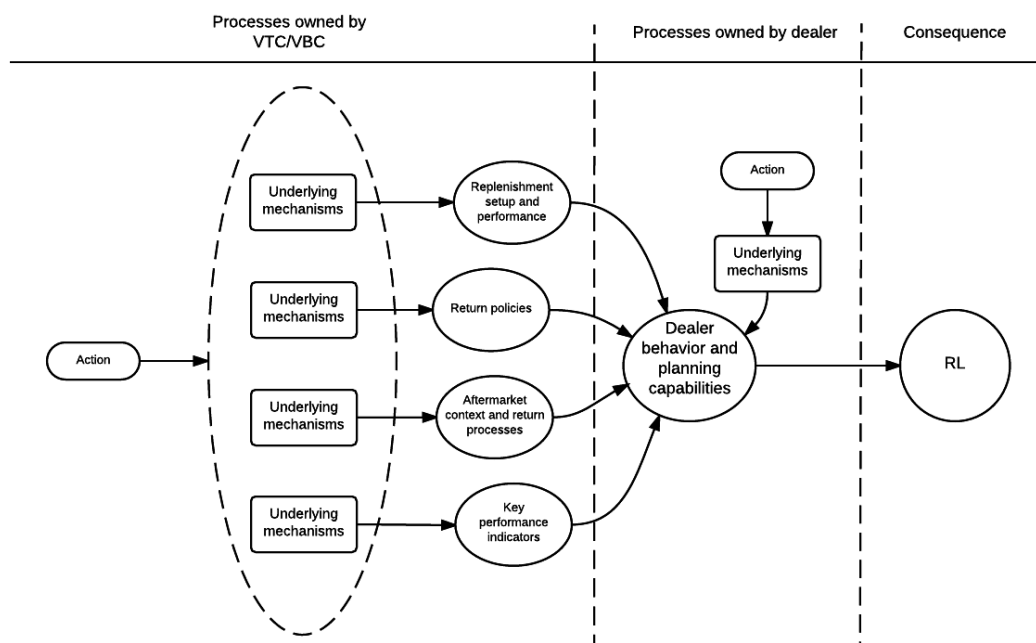 Processes owned by
VTC/VBC
Processes owned by dealer
Consequence
Action
Underlying
mechanisms
Replenishment
setup and
performance
Underlying
mechanisms
Return policies
Underlying
mechanisms
Aftermarket
context and return
processes
Underlying
mechanisms
Key
performance
indicators
Action
Underlying
mechanisms
Dealer
behavior and
planning
capabilities
RL